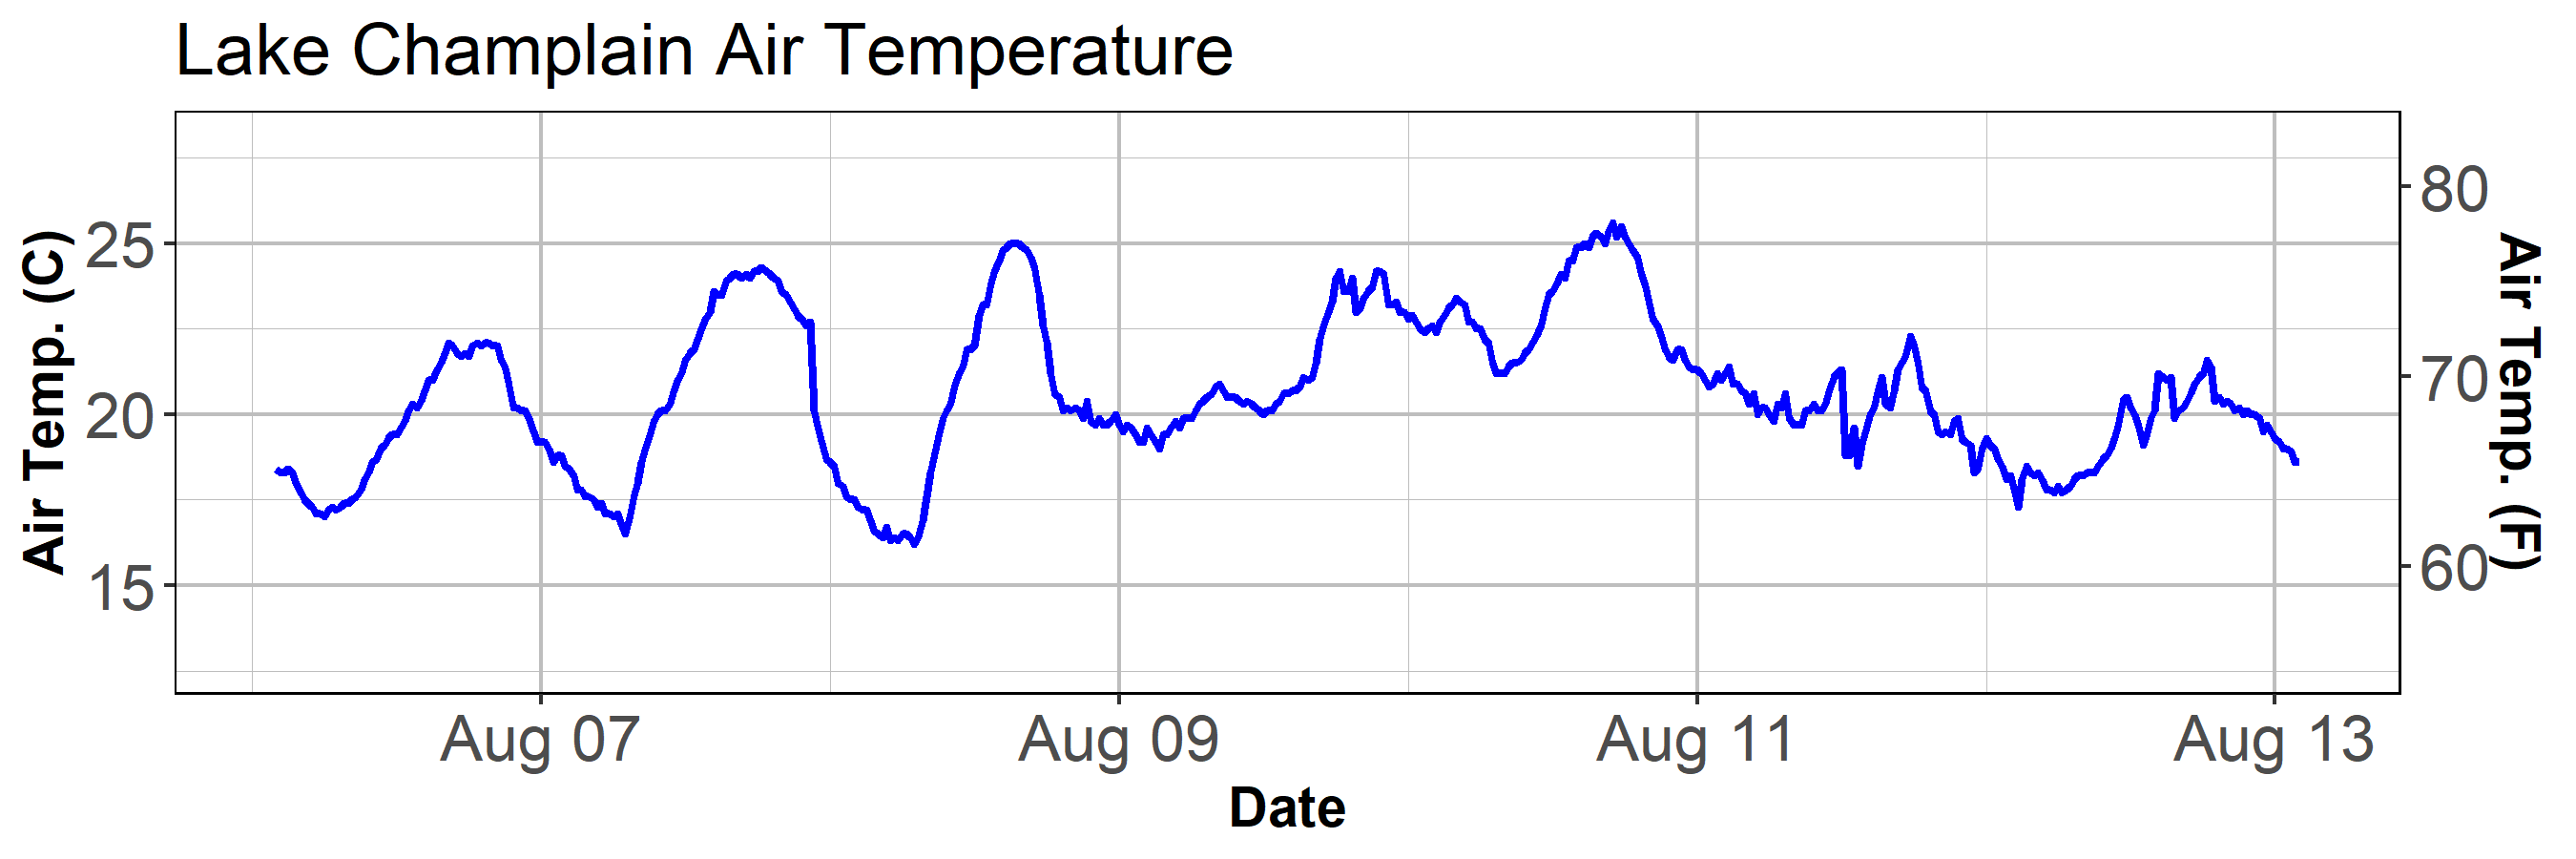 Lake Champlain Air Temperature
Air Temp. (C)
25
20
15
80
70
60
Air Temp. (F)
Aug 07
Aug 09
Aug 11
Aug 13
Date